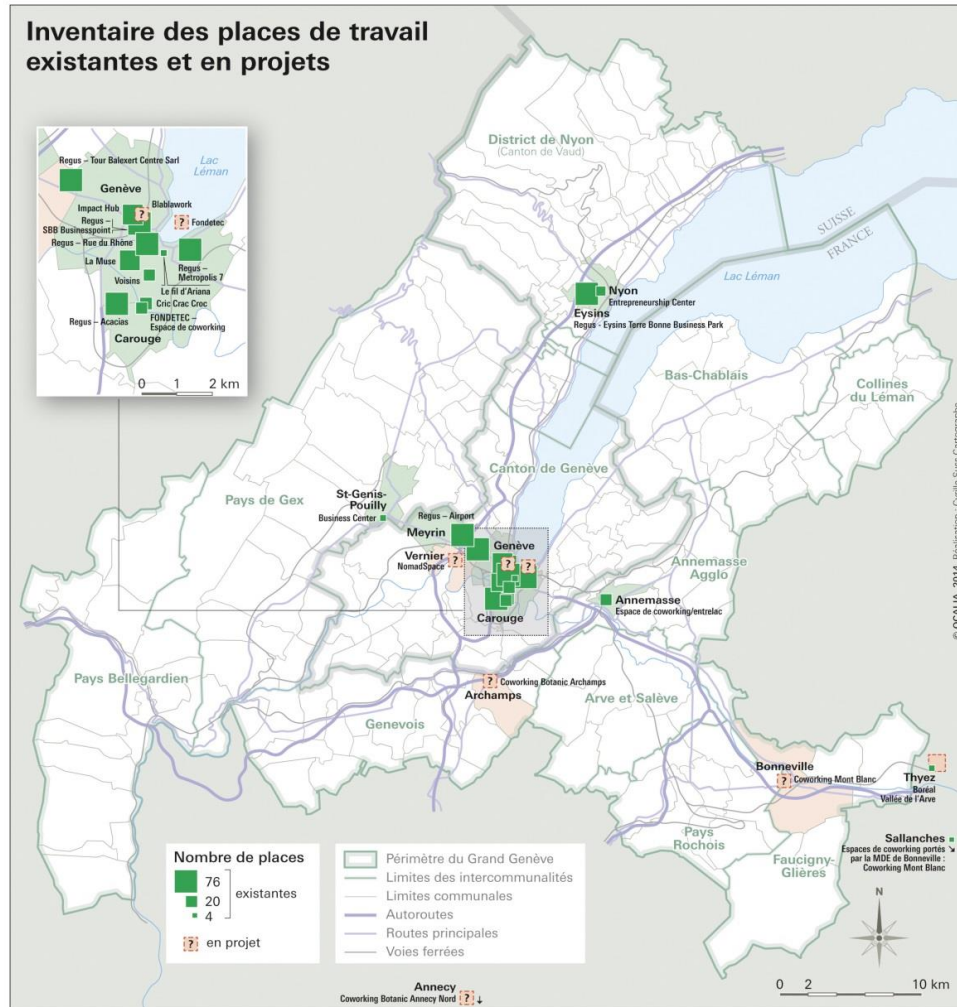 Inventaire des places de travail
existantes et en projets
Regus – Tour Balexert Centre Sarl
Lac
Léman
Genève
Impact Hub
?
Blablawork
?
Fondetec
Regus –
SBB Businesspoint
Regus – Rue du Rhône
La Muse
Regus –
Metropolis 7
Voisins
Le fil d'Ariana
Cric Crac Croc
Regus – Acacias
FONDETEC –
Espace de coworking
Carouge
0 1 2 km
District de Nyon
(Canton de Vaud)
SUISSE
FRANCE
Lac Léman
Nyon
Entrepreneurship Center
Eysins
Regus - Eysins Terre Bonne Business Park
Bas-Chablais
Collines
du Léman
Canton de Genève
Pays de Gex
St-Genis-
Pouilly
Business Center
Regus – Airport
Meyrin
Genève
Vernier
NomadSpace
?
?
?
Carouge
Annemasse
Agglo
Annemasse
Espace de coworking/entrelac
Pays Bellegardien
?
Coworking Botanic Archamps
Archamps
Genevois
Arve et Salève
Bonneville
?
Coworking Mont Blanc
Thyez
Boréal
Vallée de l'Arve
Pays
Rochois
Faucigny-
Glières
Sallanches
Espaces de coworking portés
par la MDE de Bonneville :
Coworking Mont Blanc
Nombre de places
76
20
4
existantes
?
en projet
Périmètre du Grand Genève
Limites des intercommunalités
Limites communales
Autoroutes
Routes principales
Voies ferrées
N
0 2 10 km
Annecy
Coworking Botanic Annecy Nord
?
2014